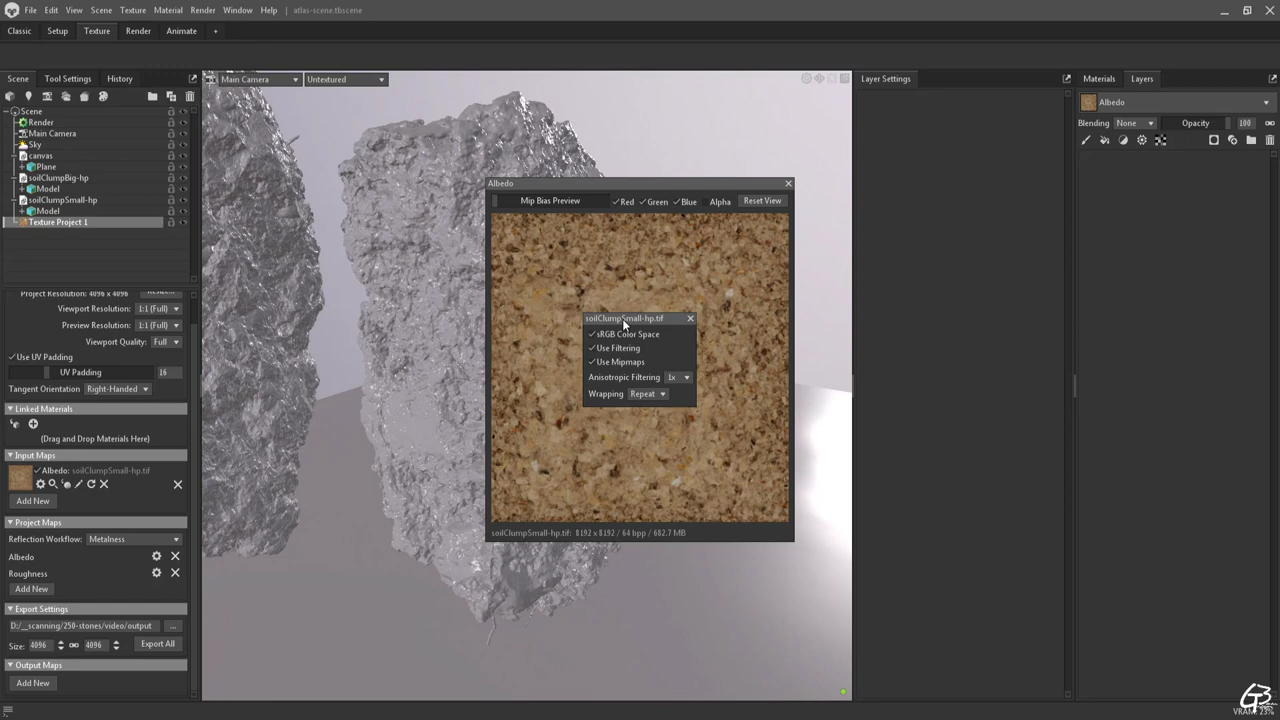 File Edit View Scene Texture Material Render Window Help atlas-scene.tbscene
Classic Setup Texture Render Animate +
Scene Tool Settings History
Main Camera Untextured
Layer Settings
Materials Layers
Albedo
Blending None Opacity 100
Scene
Render
Main Camera
Sky
canvas
Plane
soilClumpBig-hp
Model
soilClumpSmall-hp
Model
Texture Project 1
Project Resolution: 4096 x 4096
Viewport Resolution: 1:1 (Full)
Preview Resolution: 1:1 (Full)
Viewport Quality: Full
Use UV Padding
UV Padding 16
Tangent Orientation Right-Handed
Linked Materials
(Drag and Drop Materials Here)
Input Maps
Albedo: soilClumpSmall-hp.tif
Add New
Project Maps
Reflection Workflow: Metalness
Albedo
Roughness
Add New
Export Settings
D:/__scanning/250-stones/video/output ...
Size: 4096 4096 Export All
Output Maps
Add New
Albedo
Mip Bias Preview Red Green Blue Alpha Reset View
soilClumpSmall-hp.tif
sRGB Color Space
Use Filtering
Use Mipmaps
Anisotropic Filtering 1x
Wrapping Repeat
soilClumpSmall-hp.tif: 8192 x 8192 / 64 bpp / 682.7 MB
VRAM: 23%